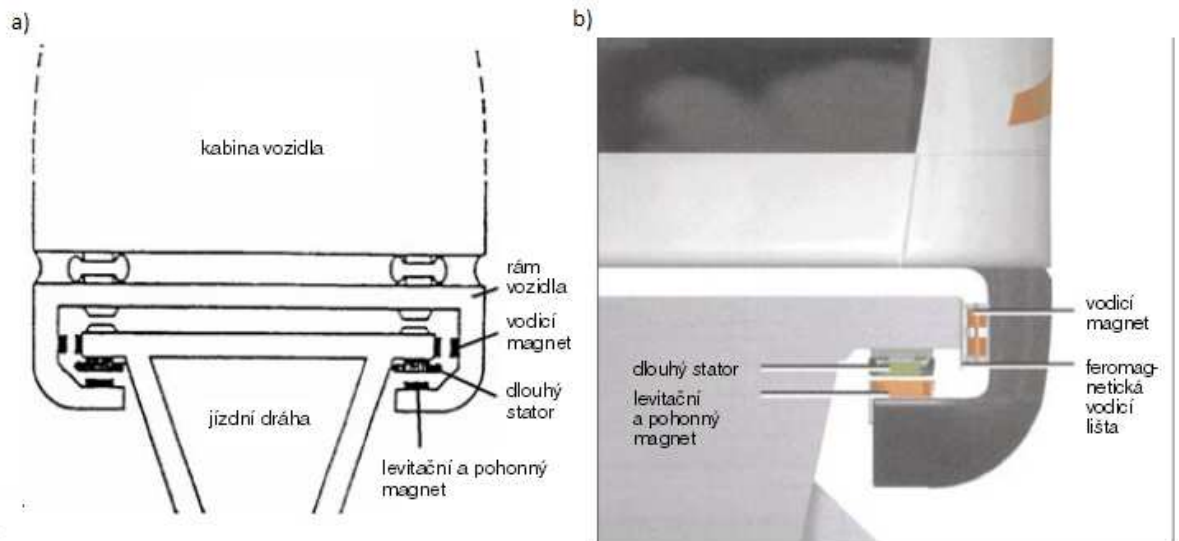 a)
kabina vozidla
rám
vozidla
vodicí
magnet
dlouhý
stator
jízdní dráha
levitační a pohonný
magnet
b)
vodicí
magnet
dlouhý stator
levitační
a pohonný
magnet
feromag-
netická
vodicí
lišta